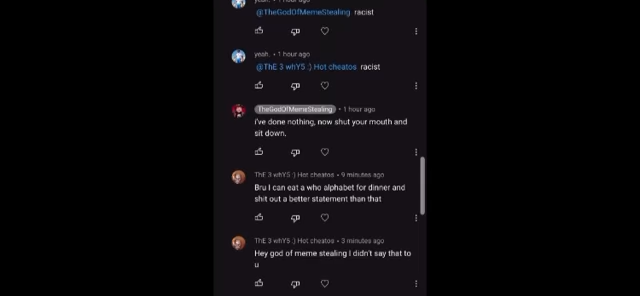 yeah. • 1 hour ago
@TheGodOfMemeStealing racist
yeah. • 1 hour ago
@ThE 3 whY5 :) Hot cheatos racist
TheGodOfMemeStealing • 1 hour ago
i've done nothing, now shut your mouth and
sit down.
ThE 3 whY5 :) Hot cheatos • 9 minutes ago
Bru I can eat a who alphabet for dinner and
shit out a better statement than that
ThE 3 whY5 :) Hot cheatos • 3 minutes ago
Hey god of meme stealing I didn't say that to
u